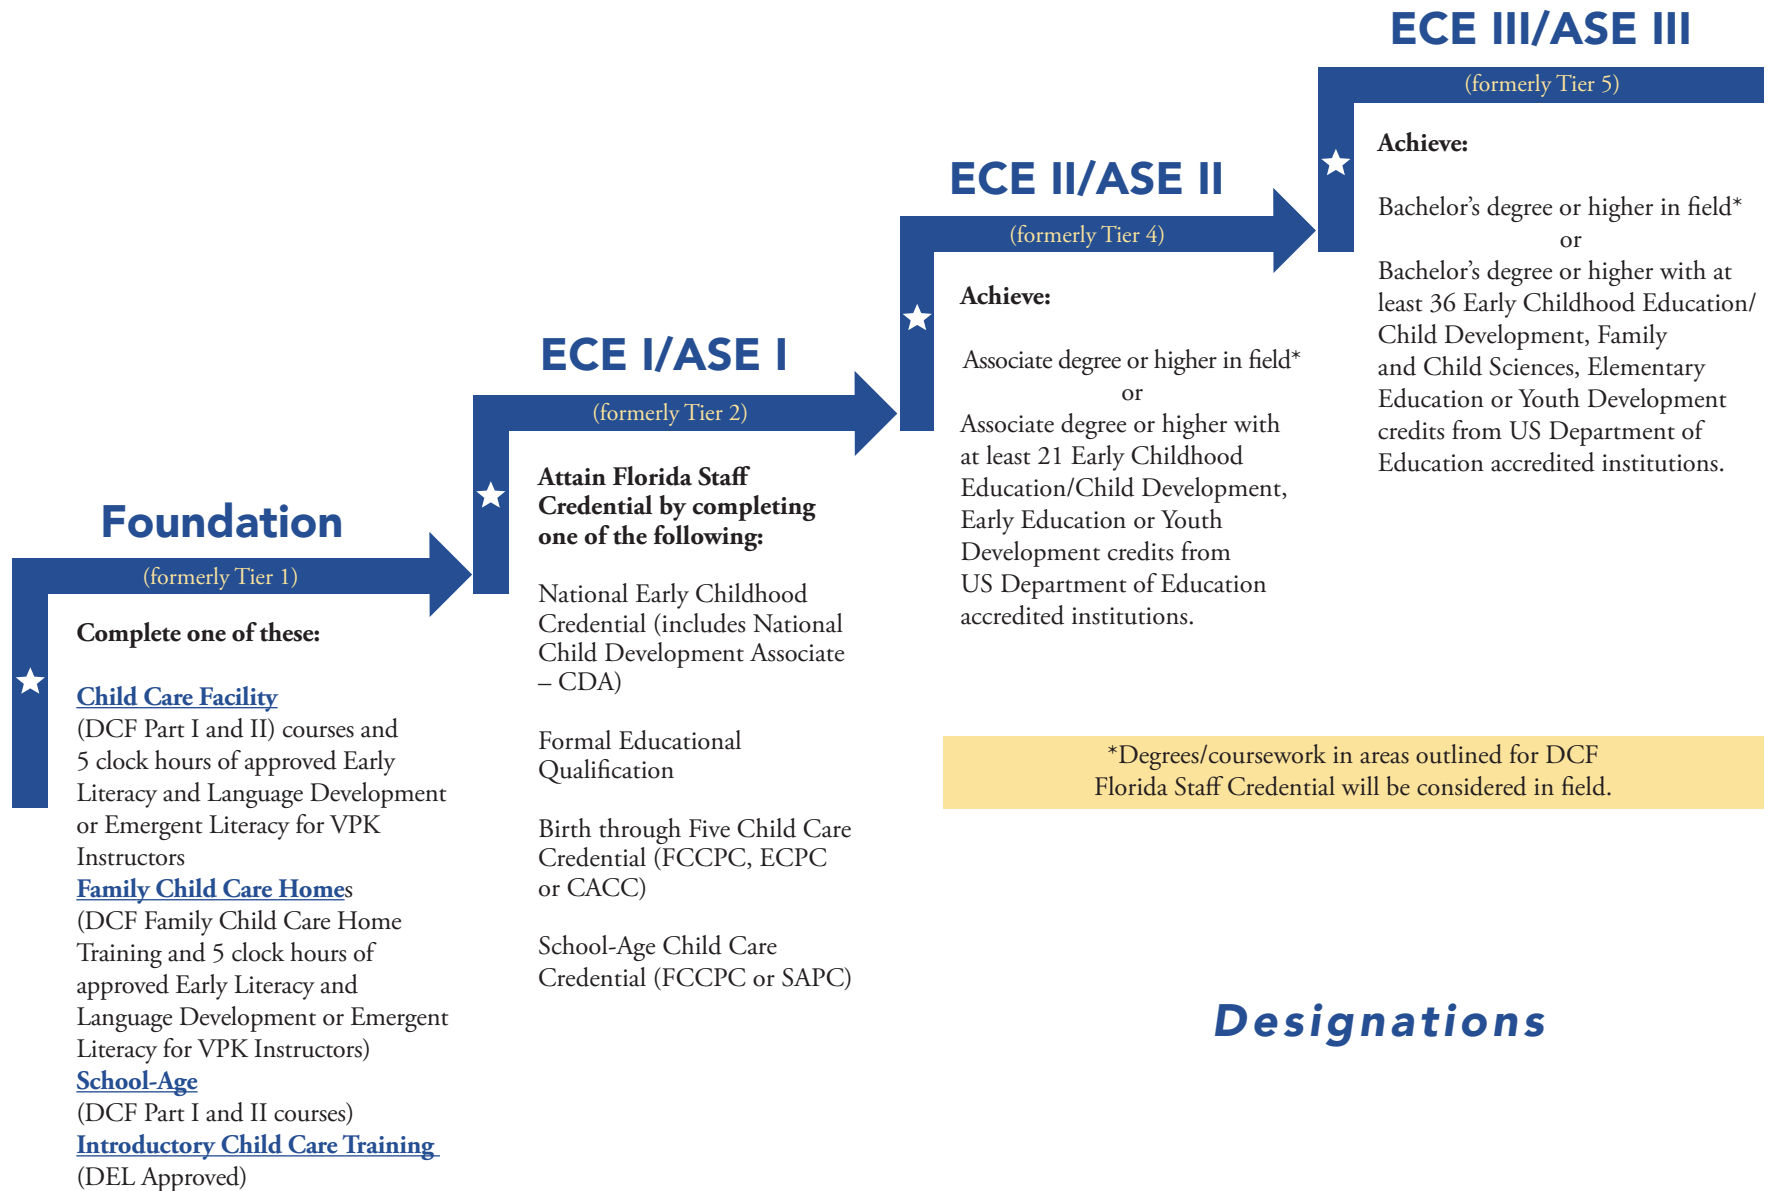 ECE III/ASE III
(formerly Tier 5)
Achieve:
Bachelor’s degree or higher in field*
or
Bachelor’s degree or higher with at
least 36 Early Childhood Education/
Child Development, Family
and Child Sciences, Elementary
Education or Youth Development
credits from US Department of
Education accredited institutions.
ECE II/ASE II
(formerly Tier 4)
Achieve:
Associate degree or higher in field*
or
Associate degree or higher with
at least 21 Early Childhood
Education/Child Development,
Early Education or Youth
Development credits from
US Department of Education
accredited institutions.
ECE I/ASE I
(formerly Tier 2)
Attain Florida Staff
Credential by completing
one of the following:
National Early Childhood
Credential (includes National
Child Development Associate
– CDA)
Formal Educational
Qualification
Birth through Five Child Care
Credential (FCCPC, ECPC
or CACC)
School-Age Child Care
Credential (FCCPC or SAPC)
Foundation
(formerly Tier 1)
Complete one of these:
Child Care Facility
(DCF Part I and II) courses and
5 clock hours of approved Early
Literacy and Language Development
or Emergent Literacy for VPK
Instructors
Family Child Care Homes
(DCF Family Child Care Home
Training and 5 clock hours of
approved Early Literacy and
Language Development or Emergent
Literacy for VPK Instructors)
School-Age
(DCF Part I and II courses)
Introductory Child Care Training
(DEL Approved)
*Degrees/coursework in areas outlined for DCF
Florida Staff Credential will be considered in field.
Designations